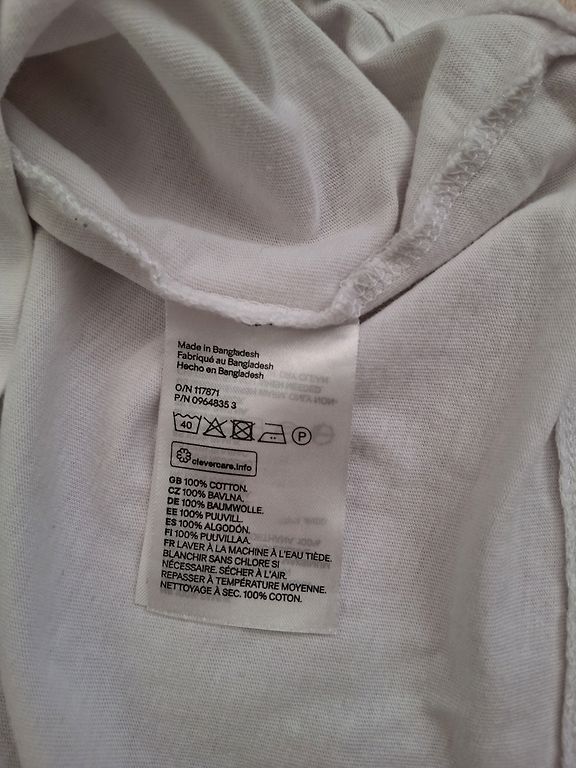 Made in Bangladesh
Fabriqué au Bangladesh
Hecho en Bangladesh
O/N 117871
P/N 0964835 3
40 P
clevercare.info
GB 100% COTTON.
CZ 100% BAVLNA.
DE 100% BAUMWOLLE.
EE 100% PUUVILL.
ES 100% ALGODÓN.
FI 100% PUUVILLAA.
FR LAVER À LA MACHINE À L'EAU TIÈDE.
BLANCHIR SANS CHLORE SI
NÉCESSAIRE. SÉCHER À L'AIR.
REPASSER À TEMPÉRATURE MOYENNE.
NETTOYAGE À SEC. 100% COTON.